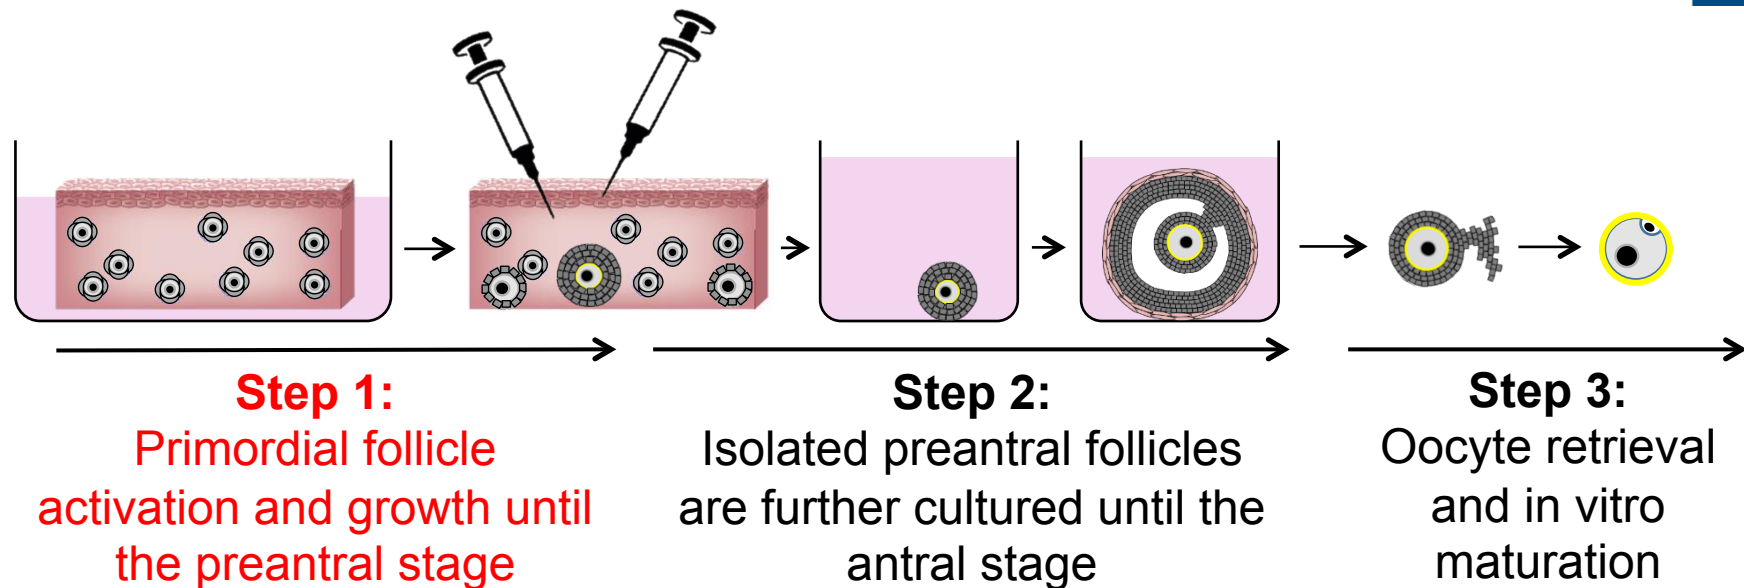 Step 1:
Primordial follicle
activation and growth until
the preantral stage
Step 2:
Isolated preantral follicles
are further cultured until the
antral stage
Step 3:
Oocyte retrieval
and in vitro
maturation